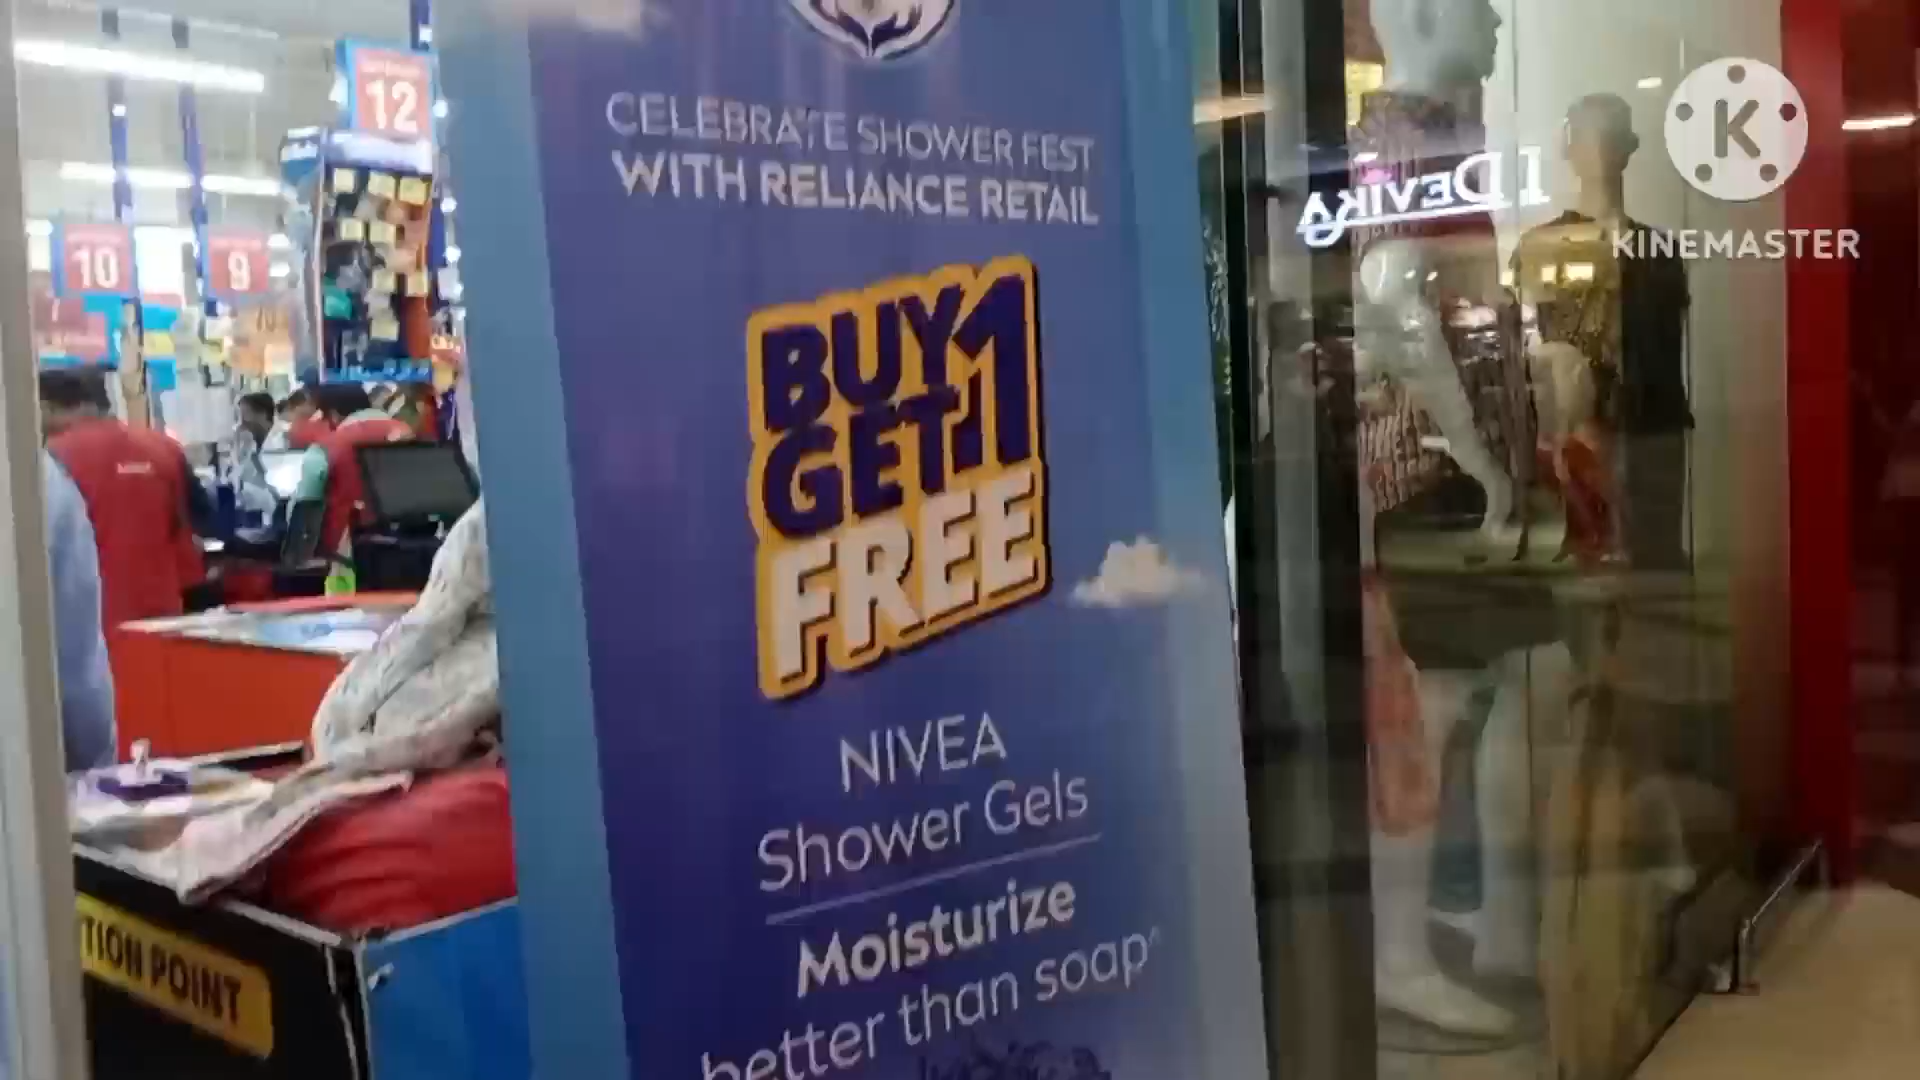 12
10
9
CELEBRATE SHOWER FEST
WITH RELIANCE RETAIL
BUY 1
GET 1
FREE
NIVEA
Shower Gels
Moisturize
better than soap^
TION POINT
DEVIKA
K
KINEMASTER